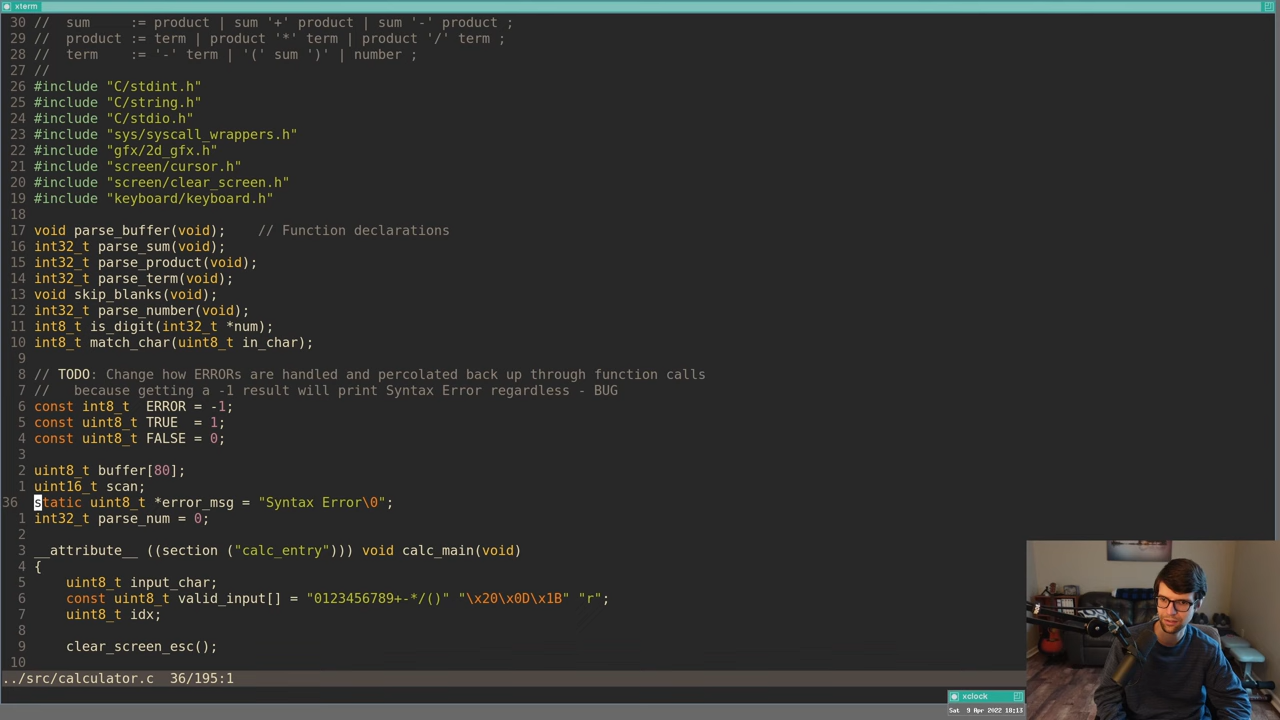 xterm
30 //  sum     := product | sum '+' product | sum '-' product ;
29 //  product := term | product '*' term | product '/' term ;
28 //  term    := '-' term | '(' sum ')' | number ;
27 //
26 #include "C/stdint.h"
25 #include "C/string.h"
24 #include "C/stdio.h"
23 #include "sys/syscall_wrappers.h"
22 #include "gfx/2d_gfx.h"
21 #include "screen/cursor.h"
20 #include "screen/clear_screen.h"
19 #include "keyboard/keyboard.h"
18
17 void parse_buffer(void);    // Function declarations
16 int32_t parse_sum(void);
15 int32_t parse_product(void);
14 int32_t parse_term(void);
13 void skip_blanks(void);
12 int32_t parse_number(void);
11 int8_t is_digit(int32_t *num);
10 int8_t match_char(uint8_t in_char);
9
8 // TODO: Change how ERRORs are handled and percolated back up through function calls
7 //   because getting a -1 result will print Syntax Error regardless - BUG
6 const int8_t  ERROR = -1;
5 const uint8_t TRUE  = 1;
4 const uint8_t FALSE = 0;
3
2 uint8_t buffer[80];
1 uint16_t scan;
36 static uint8_t *error_msg = "Syntax Error\0";
1 int32_t parse_num = 0;
2
3 __attribute__ ((section ("calc_entry"))) void calc_main(void)
4 {
5     uint8_t input_char;
6     const uint8_t valid_input[] = "0123456789+-*/()" "\x20\x0D\x1B" "r";
7     uint8_t idx;
8
9     clear_screen_esc();
10
../src/calculator.c  36/195:1
xclock
Sat  9 Apr 2022 18:13